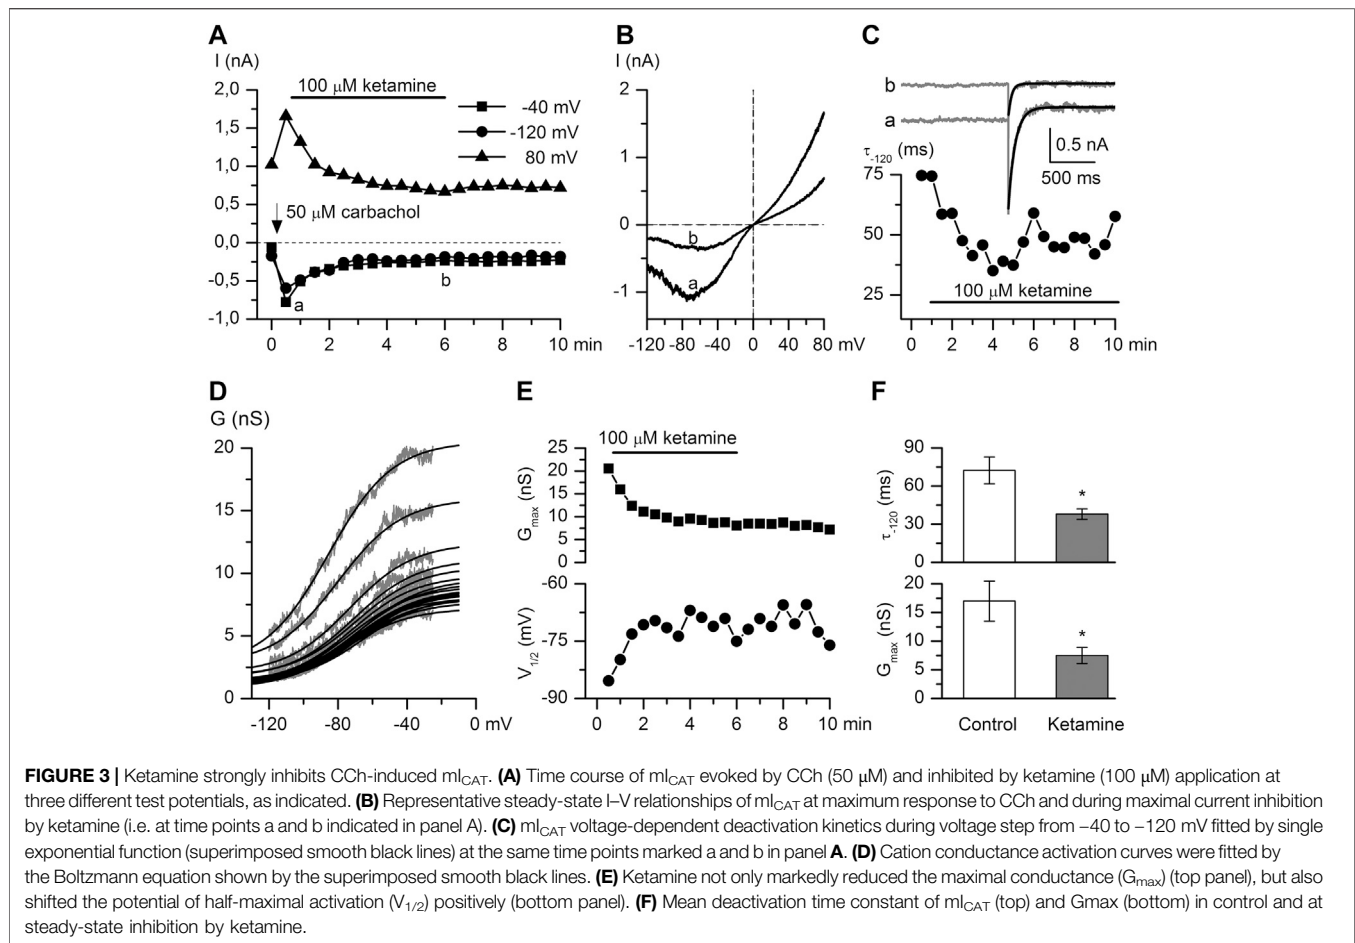 A
I (nA)
100 μM ketamine
2,0
1,5
1,0
0,5
0,0
-0,5
-1,0
-40 mV
-120 mV
80 mV
50 μM carbachol
a
b
0 2 4 6 8 10 min
B
I (nA)
2
1
0
-1
b
a
-120 -80 -40 0 40 80 mV
C
b
a
0.5 nA
500 ms
τ-120 (ms)
75
50
25
100 μM ketamine
0 2 4 6 8 10 min
D
G (nS)
20
15
10
5
0
-120 -80 -40 0 mV
E
100 μM ketamine
Gmax (nS)
25
20
15
10
5
0
V1/2 (mV)
-60
-75
-90
0 2 4 6 8 10 min
F
τ-120 (ms)
90
60
30
0
*
Gmax (nS)
20
15
10
5
0
*
Control Ketamine
FIGURE 3 | Ketamine strongly inhibits CCh-induced mICAT. (A) Time course of mICAT evoked by CCh (50 μM) and inhibited by ketamine (100 μM) application at
three different test potentials, as indicated. (B) Representative steady-state I–V relationships of mICAT at maximum response to CCh and during maximal current inhibition
by ketamine (i.e. at time points a and b indicated in panel A). (C) mICAT voltage-dependent deactivation kinetics during voltage step from −40 to −120 mV fitted by single
exponential function (superimposed smooth black lines) at the same time points marked a and b in panel A. (D) Cation conductance activation curves were fitted by
the Boltzmann equation shown by the superimposed smooth black lines. (E) Ketamine not only markedly reduced the maximal conductance (Gmax) (top panel), but also
shifted the potential of half-maximal activation (V1/2) positively (bottom panel). (F) Mean deactivation time constant of mICAT (top) and Gmax (bottom) in control and at
steady-state inhibition by ketamine.